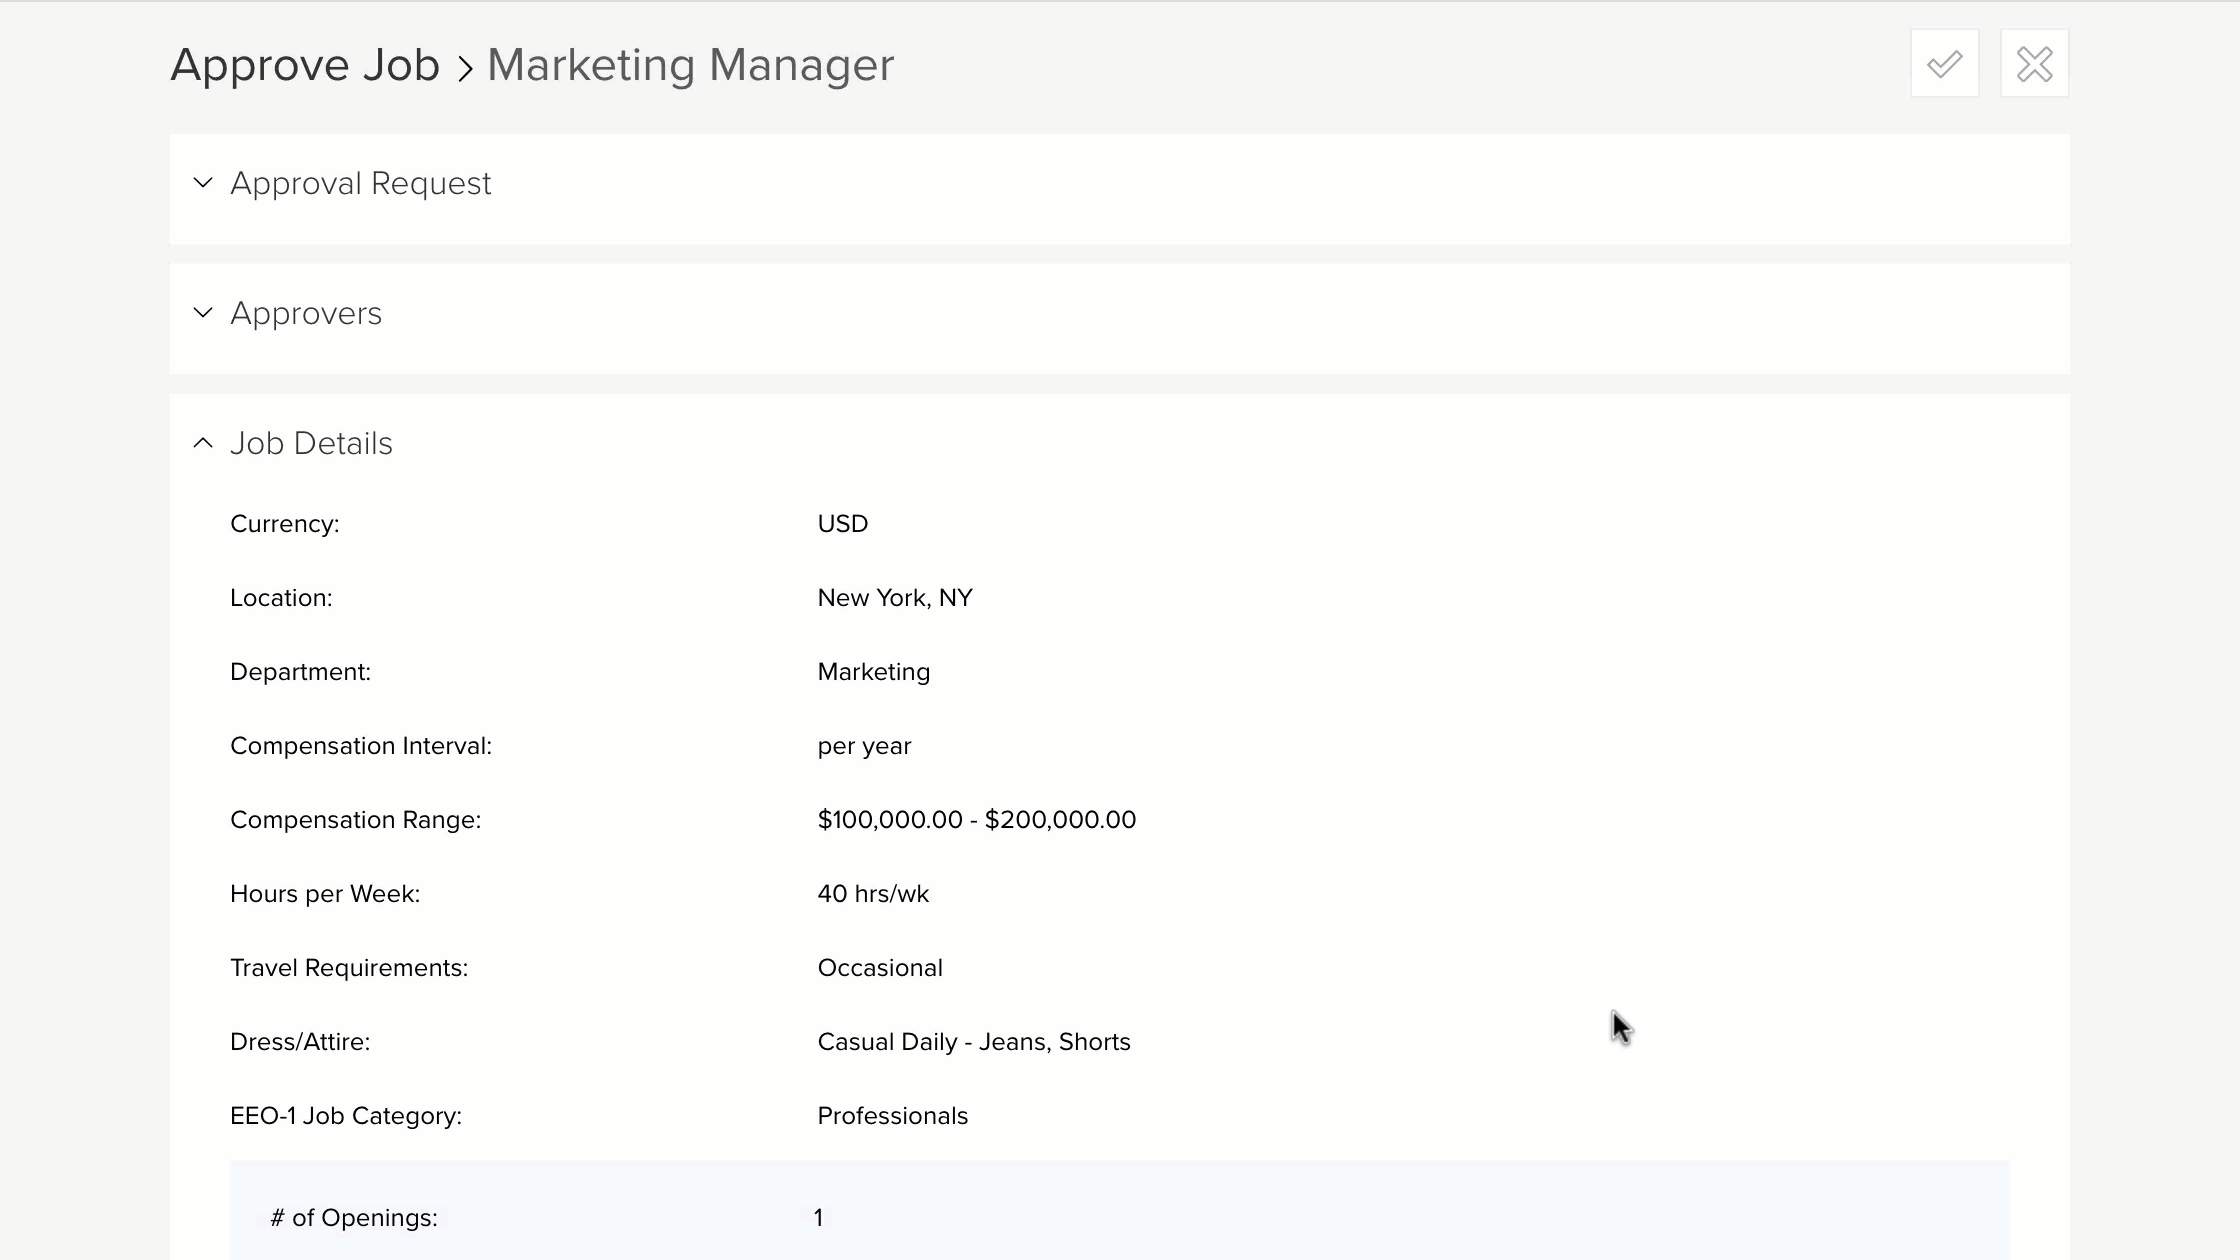 Approve Job > Marketing Manager
Approval Request
Approvers
Job Details
Currency: USD
Location: New York, NY
Department: Marketing
Compensation Interval: per year
Compensation Range: $100,000.00 - $200,000.00
Hours per Week: 40 hrs/wk
Travel Requirements: Occasional
Dress/Attire: Casual Daily - Jeans, Shorts
EEO-1 Job Category: Professionals
# of Openings: 1